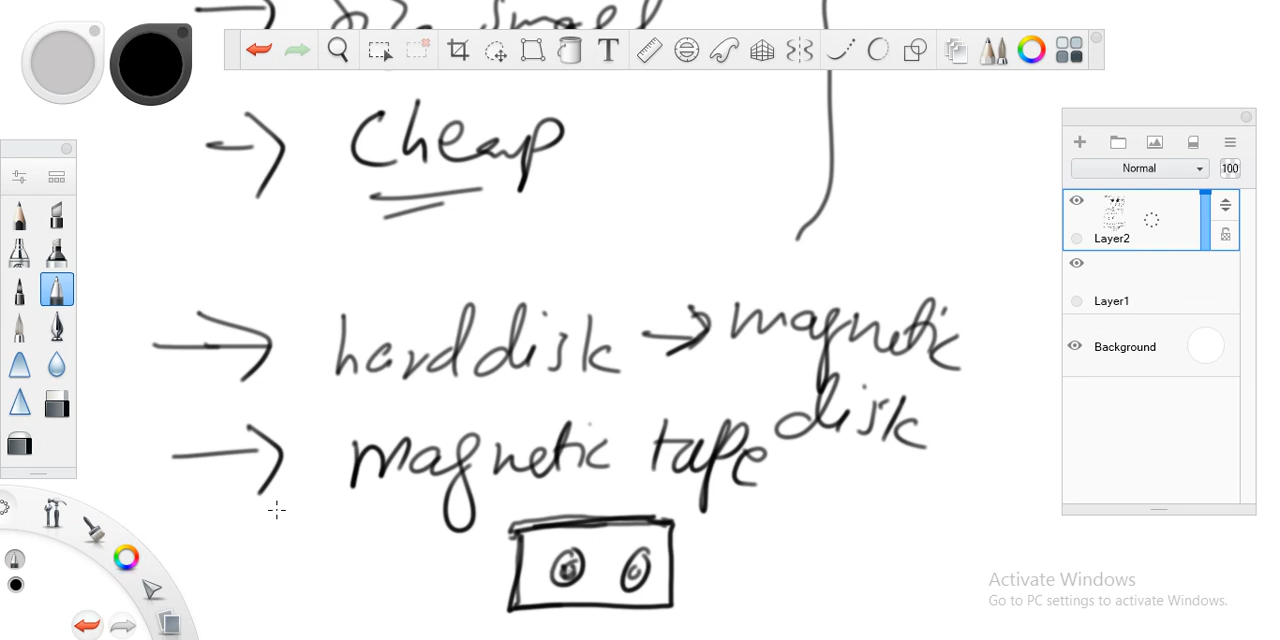 small
→ Cheap
→ harddisk → magnetic disk
→ magnetic tape
Normal
100
Layer2
Layer1
Background
T
Activate Windows
Go to PC settings to activate Windows.